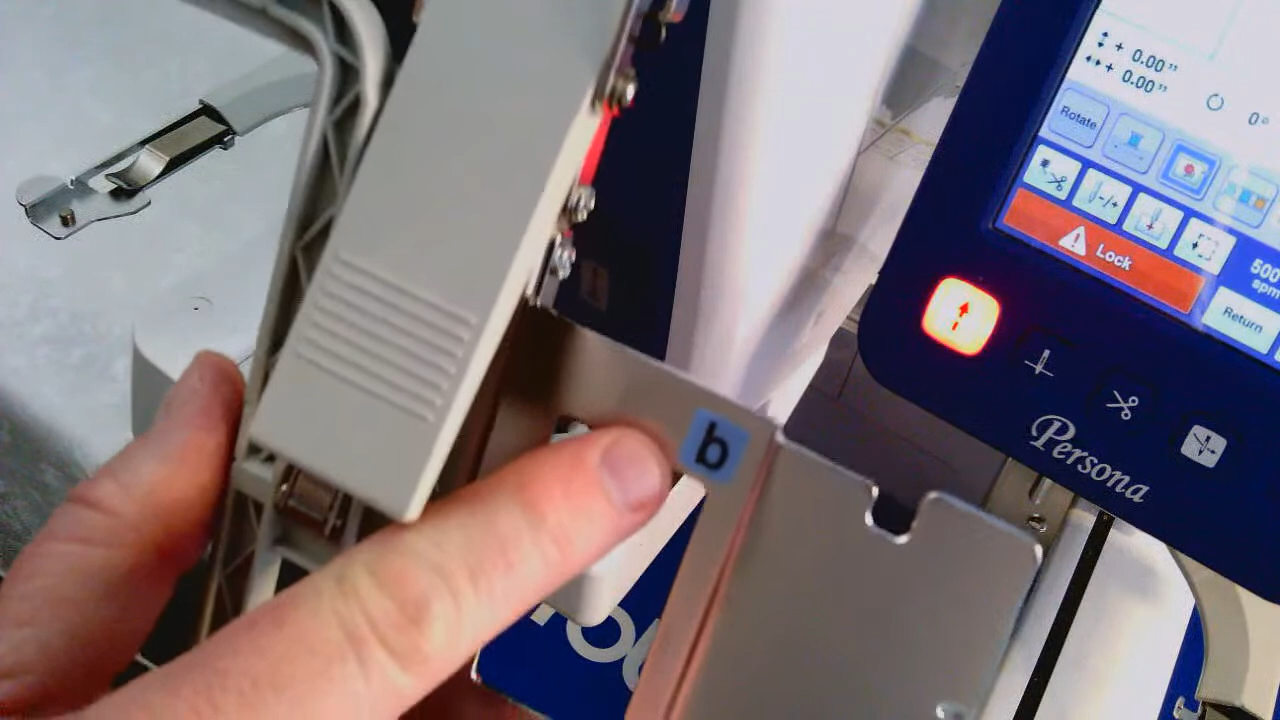 + 0.00"
+ 0.00"
0°
Rotate
Lock
500
spm
Return
b
Persona